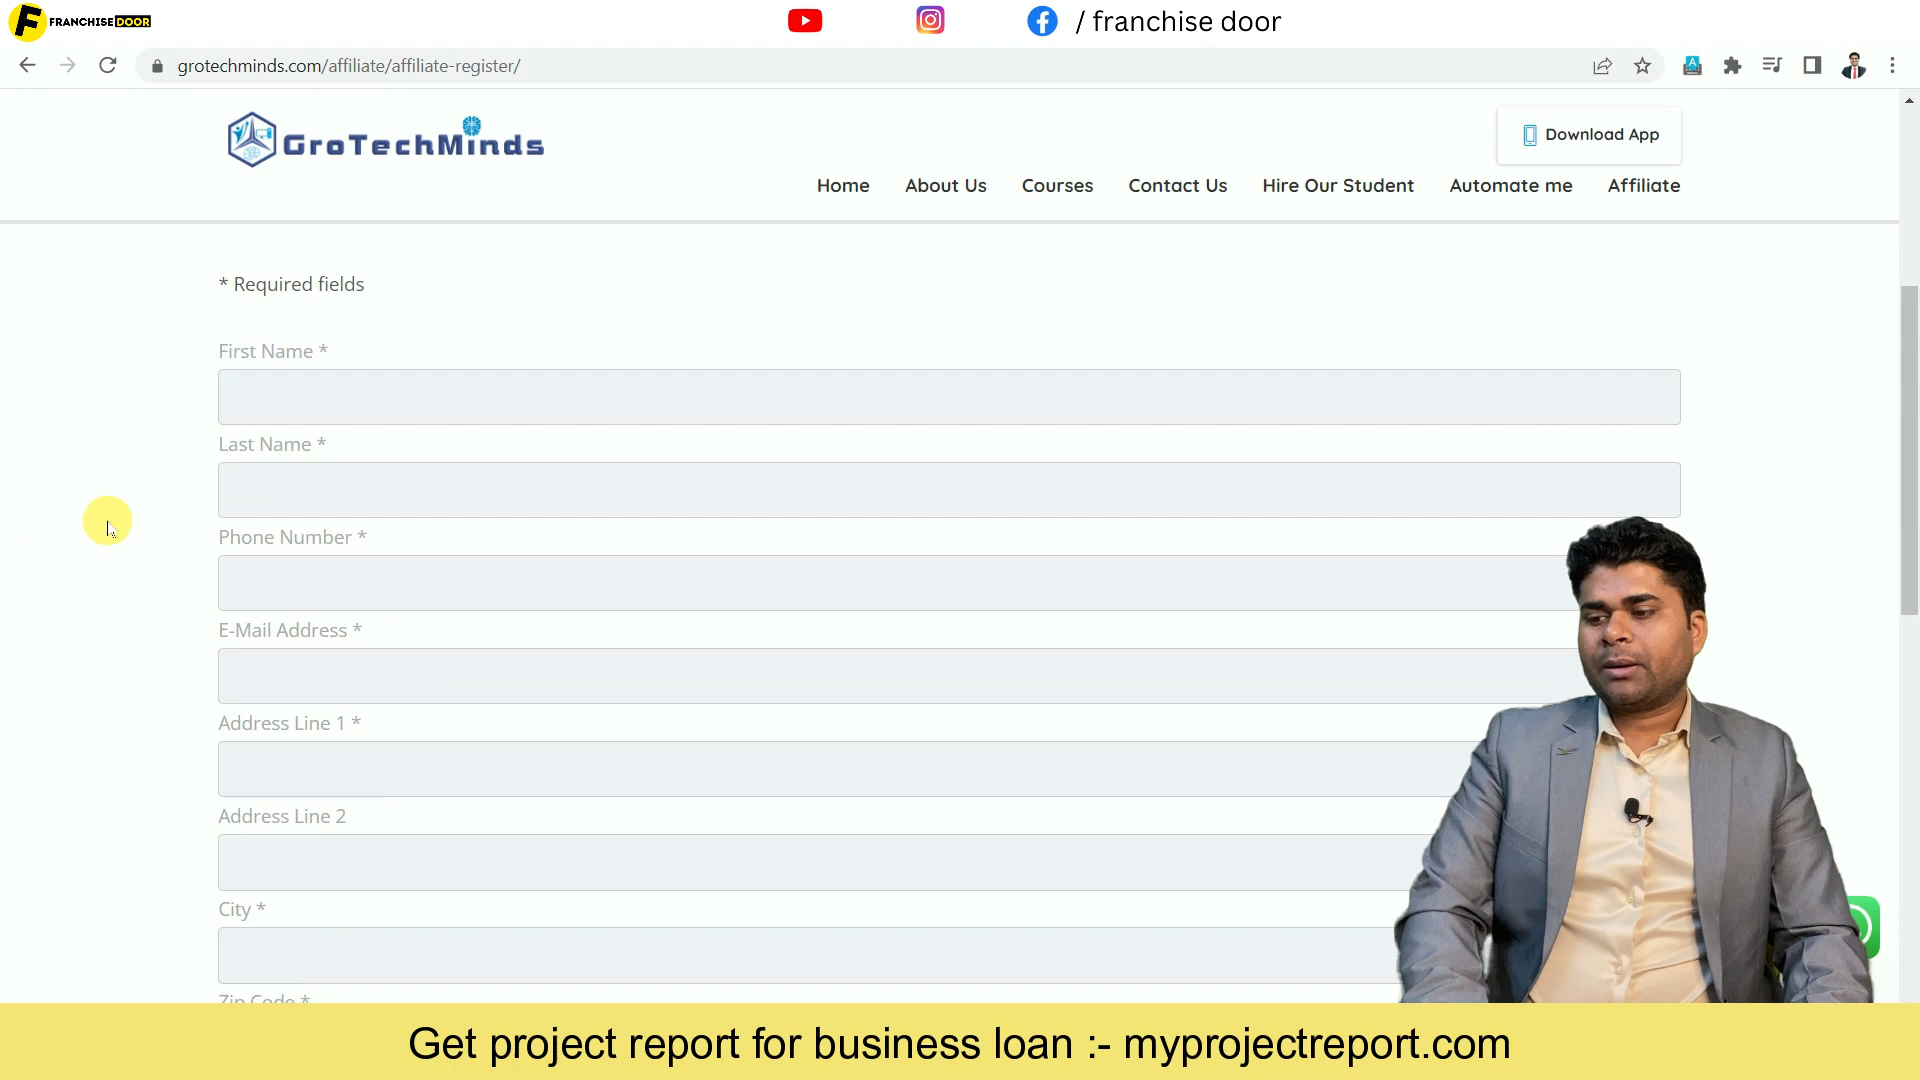 FRANCHISE DOOR
/ franchise door
grotechminds.com/affiliate/affiliate-register/
GroTechMinds
Download App
Home About Us Courses Contact Us Hire Our Student Automate me Affiliate
* Required fields
First Name *
Last Name *
Phone Number *
E-Mail Address *
Address Line 1 *
Address Line 2
City *
Zip Code *
Get project report for business loan :- myprojectreport.com